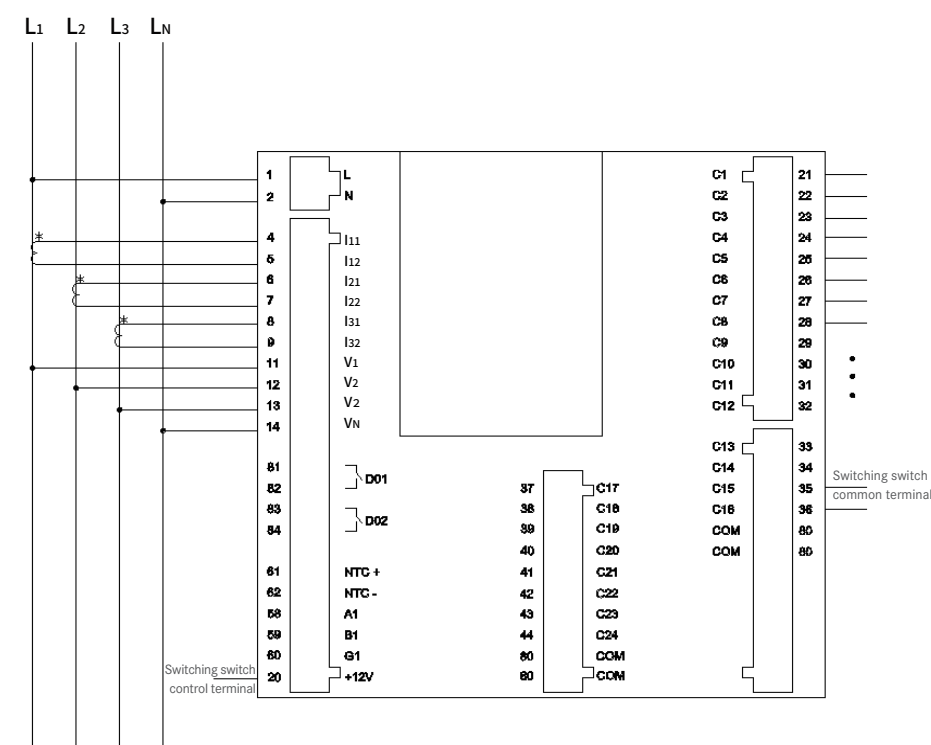 L1 L2 L3 LN
1 L
2 N
4 I11
5 I12
6 I21
7 I22
8 I31
9 I32
11 V1
12 V2
13 V2
14 VN
81
82
D01
83
84
D02
61 NTC +
62 NTC -
58 A1
59 B1
60 G1
20 +12V
Switching switch
control terminal
37 C17
38 C18
39 C19
40 C20
41 C21
42 C22
43 C23
44 C24
80 COM
80 COM
C1 21
C2 22
C3 23
C4 24
C5 25
C6 26
C7 27
C8 28
C9 29
C10 30
C11 31
C12 32
C13 33
C14 34
C15 35
C16 36
COM 80
COM 80
Switching switch
common terminal